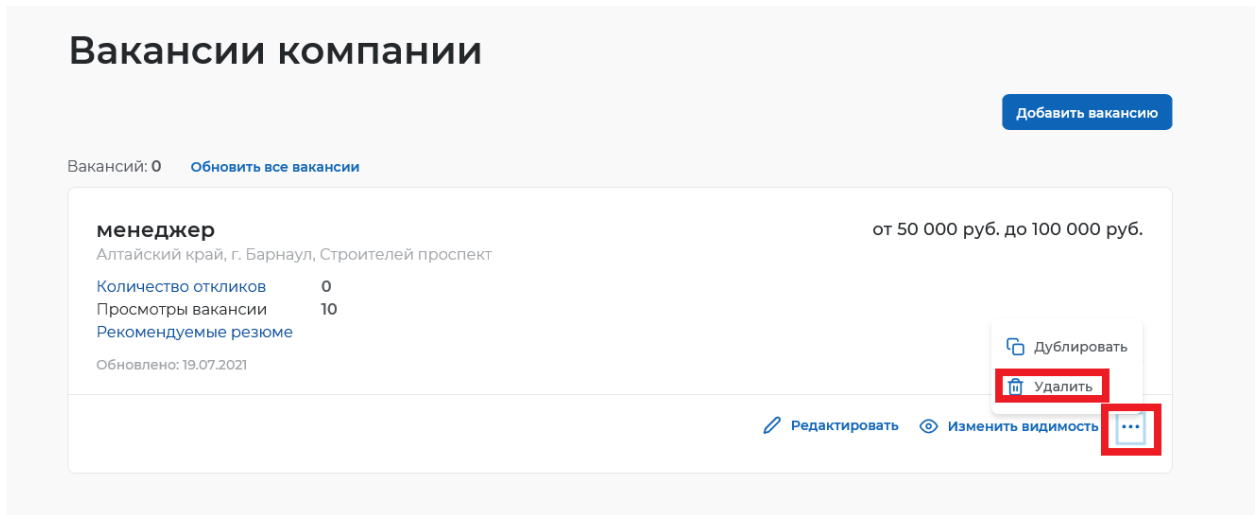 Вакансии компании
Добавить вакансию
Вакансий: 0 Обновить все вакансии
менеджер от 50 000 руб. до 100 000 руб.
Алтайский край, г. Барнаул, Строителей проспект
Количество откликов 0
Просмотры вакансии 10
Рекомендуемые резюме
Дублировать
Обновлено: 19.07.2021
Удалить
Редактировать Изменить видимость ...